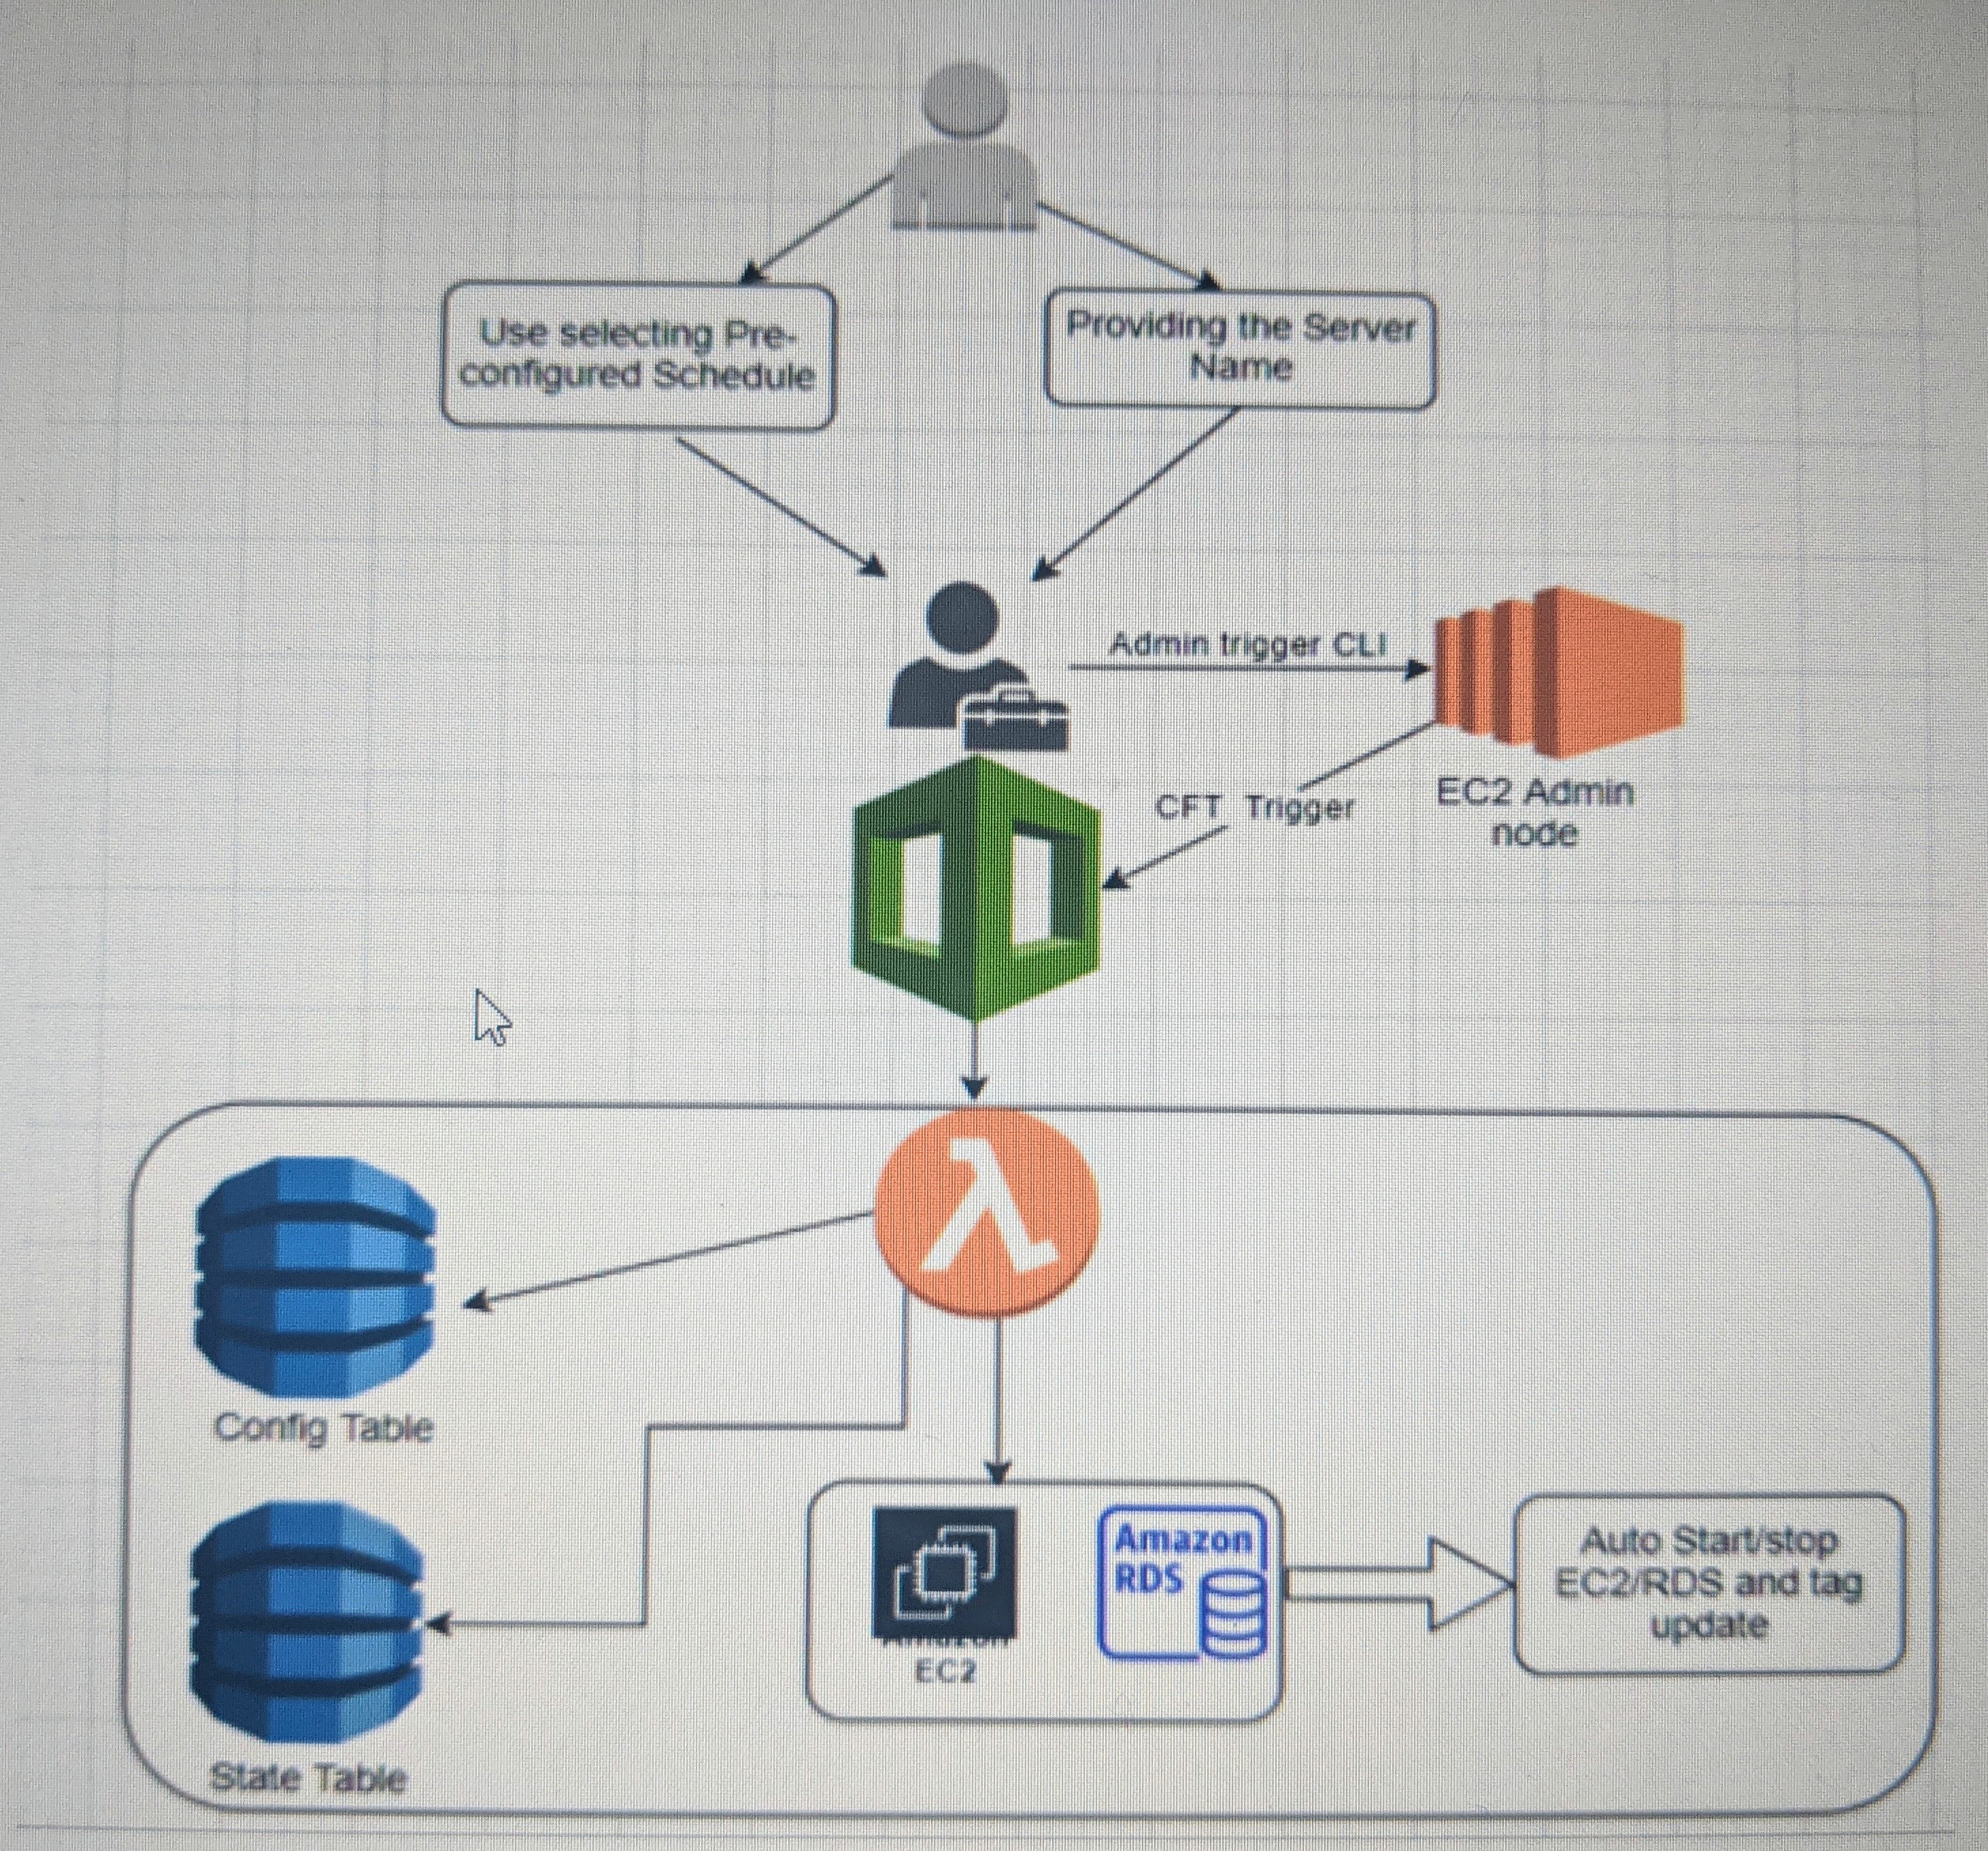 Use selecting Pre-
configured Schedule
Providing the Server
Name
Admin trigger CLI
CFT Trigger
EC2 Admin
node
Config Table
Amazon
EC2
Amazon
RDS
Auto Start/stop
EC2/RDS and tag
update
State Table